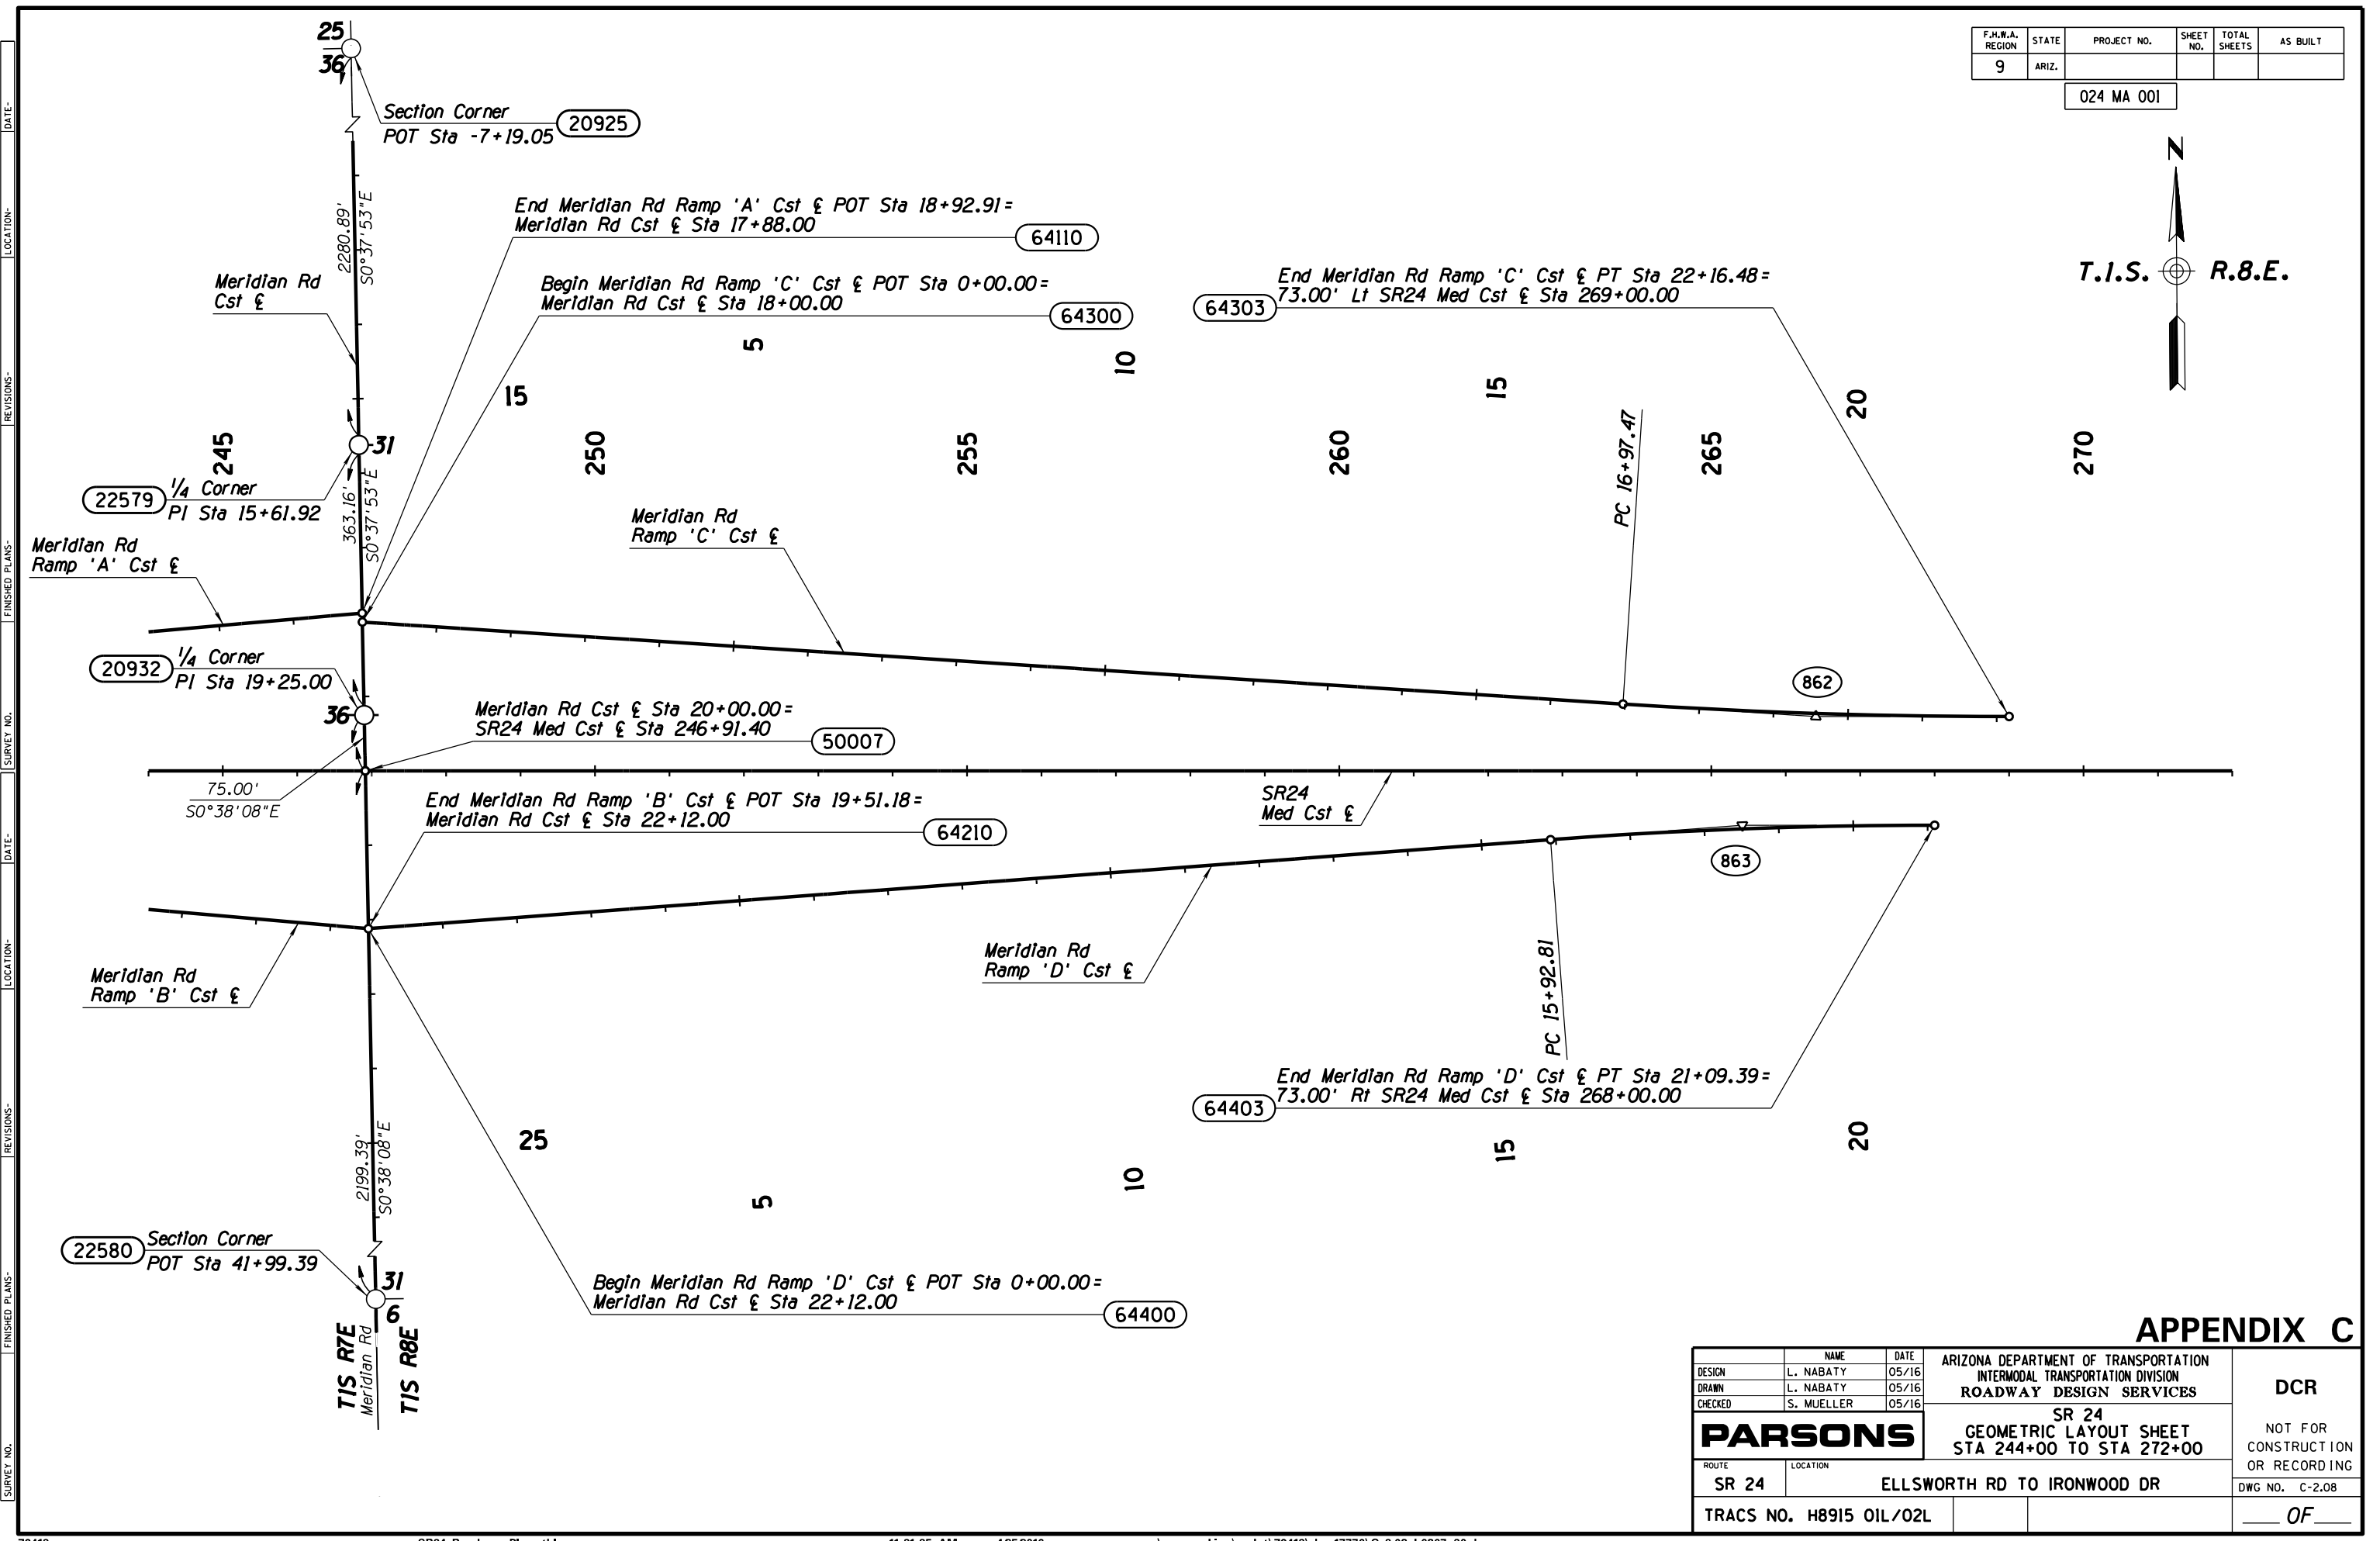 25
36
Section Corner
POT Sta -7+19.05
20925
F.H.W.A. REGION
STATE
PROJECT NO.
SHEET NO.
TOTAL SHEETS
AS BUILT
9
ARIZ.
024 MA 001
N
T.1.S.
R.8.E.
2280.89'
S0°37'53"E
End Meridian Rd Ramp 'A' Cst ℄ POT Sta 18+92.91=
Meridian Rd Cst ℄ Sta 17+88.00
64110
Meridian Rd
Cst ℄
Begin Meridian Rd Ramp 'C' Cst ℄ POT Sta 0+00.00=
Meridian Rd Cst ℄ Sta 18+00.00
64300
End Meridian Rd Ramp 'C' Cst ℄ PT Sta 22+16.48=
73.00' Lt SR24 Med Cst ℄ Sta 269+00.00
64303
5
10
15
15
20
245
31
250
255
260
PC 16+97.47
265
270
22579
1/4 Corner
PI Sta 15+61.92
363.16'
S0°37'53"E
Meridian Rd
Ramp 'A' Cst ℄
Meridian Rd
Ramp 'C' Cst ℄
20932
1/4 Corner
PI Sta 19+25.00
36
862
Meridian Rd Cst ℄ Sta 20+00.00=
SR24 Med Cst ℄ Sta 246+91.40
50007
75.00'
S0°38'08"E
End Meridian Rd Ramp 'B' Cst ℄ POT Sta 19+51.18=
Meridian Rd Cst ℄ Sta 22+12.00
64210
SR24
Med Cst ℄
863
Meridian Rd
Ramp 'B' Cst ℄
Meridian Rd
Ramp 'D' Cst ℄
PC 15+92.81
End Meridian Rd Ramp 'D' Cst ℄ PT Sta 21+09.39=
73.00' Rt SR24 Med Cst ℄ Sta 268+00.00
64403
2199.39'
S0°38'08"E
25
5
10
15
20
22580
Section Corner
POT Sta 41+99.39
31
6
Begin Meridian Rd Ramp 'D' Cst ℄ POT Sta 0+00.00=
Meridian Rd Cst ℄ Sta 22+12.00
64400
T1S R7E
Meridian Rd
T1S R8E
DATE-
LOCATION-
REVISIONS-
FINISHED PLANS-
SURVEY NO.
DATE-
LOCATION-
REVISIONS-
FINISHED PLANS-
SURVEY NO.
APPENDIX C
NAME
DATE
DESIGN L. NABATY 05/16
DRAWN L. NABATY 05/16
CHECKED S. MUELLER 05/16
ARIZONA DEPARTMENT OF TRANSPORTATION
INTERMODAL TRANSPORTATION DIVISION
ROADWAY DESIGN SERVICES
DCR
PARSONS
SR 24
GEOMETRIC LAYOUT SHEET
STA 244+00 TO STA 272+00
NOT FOR
CONSTRUCTION
OR RECORDING
ROUTE
SR 24
LOCATION
ELLSWORTH RD TO IRONWOOD DR
DWG NO. C-2.08
TRACS NO. H8915 01L/02L
OF